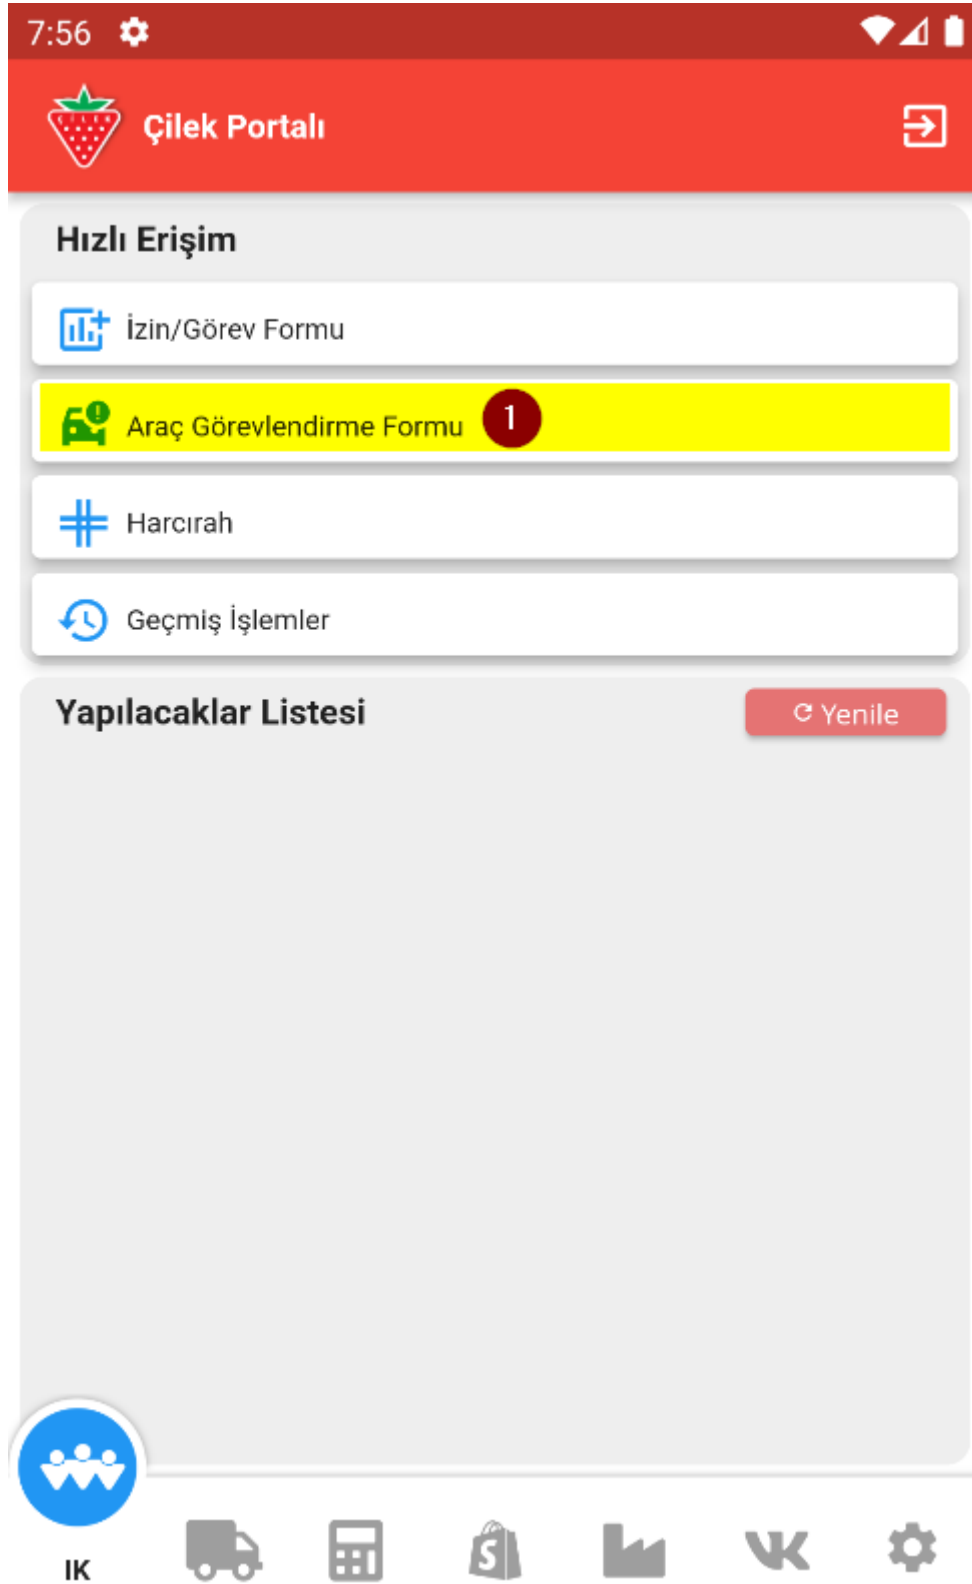 7:56
Çilek Portalı
Hızlı Erişim
İzin/Görev Formu
Araç Görevlendirme Formu 1
Harcırah
Geçmiş İşlemler
Yapılacaklar Listesi
Yenile
IK